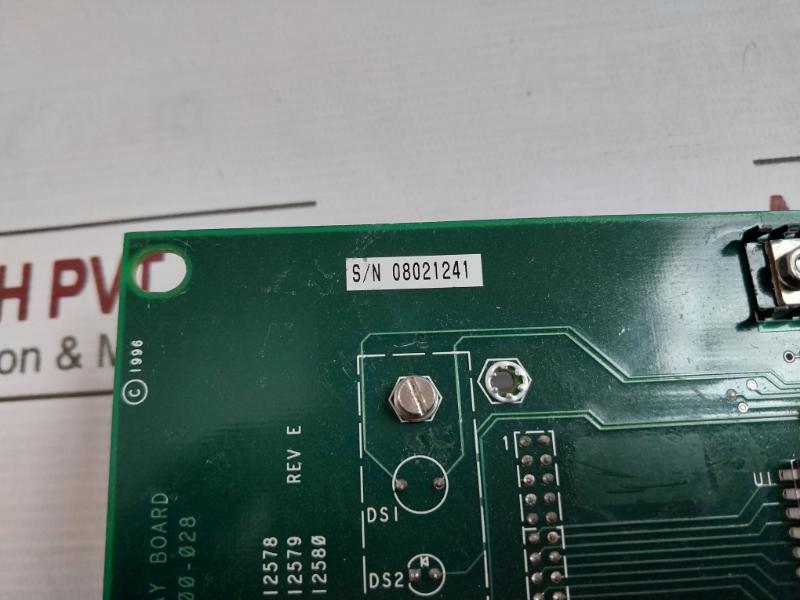 S/N 08021241
H PVT
on & M
© 1996
REV E
1
U1
DS1
DS2
AY BOARD
00-028
12578
12579
12580